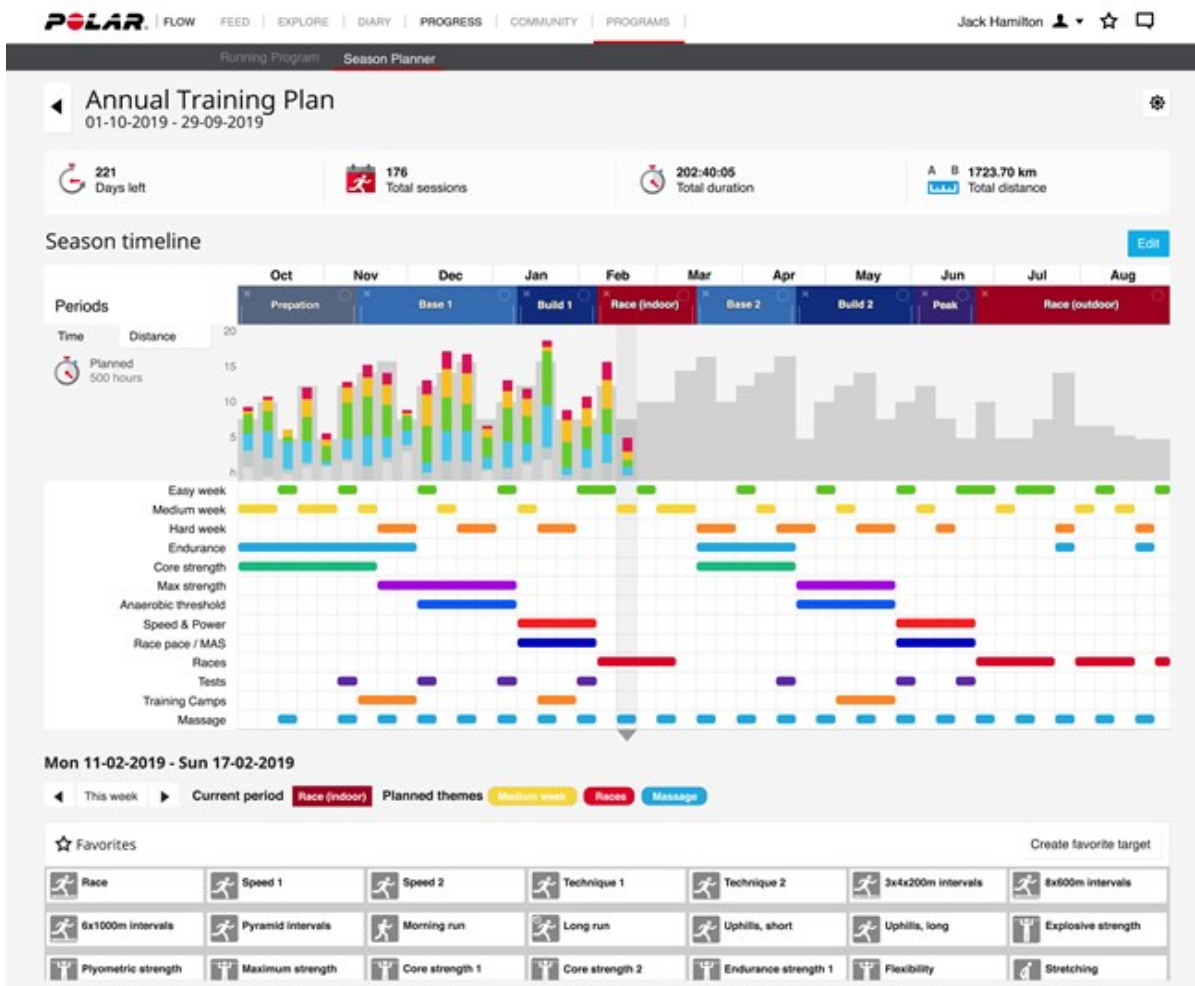 POLAR. FLOW FEED EXPLORE DIARY PROGRESS COMMUNITY PROGRAMS Jack Hamilton
Running Program Season Planner
Annual Training Plan
01-10-2019 - 29-09-2019
221 Days left
176 Total sessions
202:40:05 Total duration
A B 1723.70 km Total distance
Season timeline Edit
Oct Nov Dec Jan Feb Mar Apr May Jun Jul Aug
Periods Prepation Base 1 Build 1 Race (indoor) Base 2 Build 2 Peak Race (outdoor)
Time Distance 20
Planned 15
500 hours
10
5
h
Easy week
Medium week
Hard week
Endurance
Core strength
Max strength
Anaerobic threshold
Speed & Power
Race pace / MAS
Races
Tests
Training Camps
Massage
Mon 11-02-2019 - Sun 17-02-2019
This week Current period Race (indoor) Planned themes Medium week Races Massage
Favorites Create favorite target
Race Speed 1 Speed 2 Technique 1 Technique 2 3x4x200m intervals 8x600m intervals
6x1000m intervals Pyramid intervals Morning run Long run Uphills, short Uphills, long Explosive strength
Plyometric strength Maximum strength Core strength 1 Core strength 2 Endurance strength 1 Flexibility Stretching